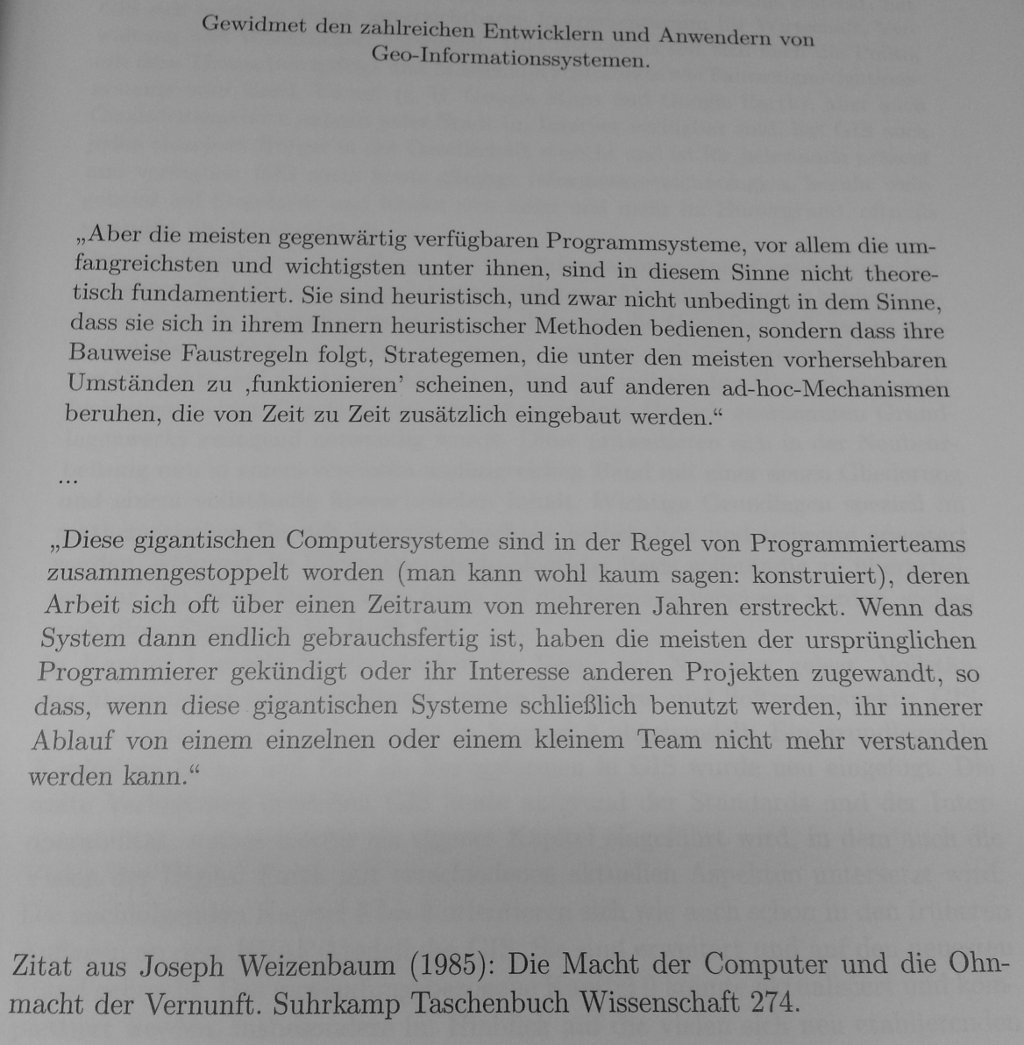 Gewidmet den zahlreichen Entwicklern und Anwendern von
Geo-Informationssystemen.
„Aber die meisten gegenwärtig verfügbaren Programmsysteme, vor allem die um-
fangreichsten und wichtigsten unter ihnen, sind in diesem Sinne nicht theore-
tisch fundamentiert. Sie sind heuristisch, und zwar nicht unbedingt in dem Sinne,
dass sie sich in ihrem Innern heuristischer Methoden bedienen, sondern dass ihre
Bauweise Faustregeln folgt, Strategemen, die unter den meisten vorhersehbaren
Umständen zu ‚funktionieren’ scheinen, und auf anderen ad-hoc-Mechanismen
beruhen, die von Zeit zu Zeit zusätzlich eingebaut werden.“
...
„Diese gigantischen Computersysteme sind in der Regel von Programmierteams
zusammengestoppelt worden (man kann wohl kaum sagen: konstruiert), deren
Arbeit sich oft über einen Zeitraum von mehreren Jahren erstreckt. Wenn das
System dann endlich gebrauchsfertig ist, haben die meisten der ursprünglichen
Programmierer gekündigt oder ihr Interesse anderen Projekten zugewandt, so
dass, wenn diese gigantischen Systeme schließlich benutzt werden, ihr innerer
Ablauf von einem einzelnen oder einem kleinem Team nicht mehr verstanden
werden kann.“
Zitat aus Joseph Weizenbaum (1985): Die Macht der Computer und die Ohn-
macht der Vernunft. Suhrkamp Taschenbuch Wissenschaft 274.